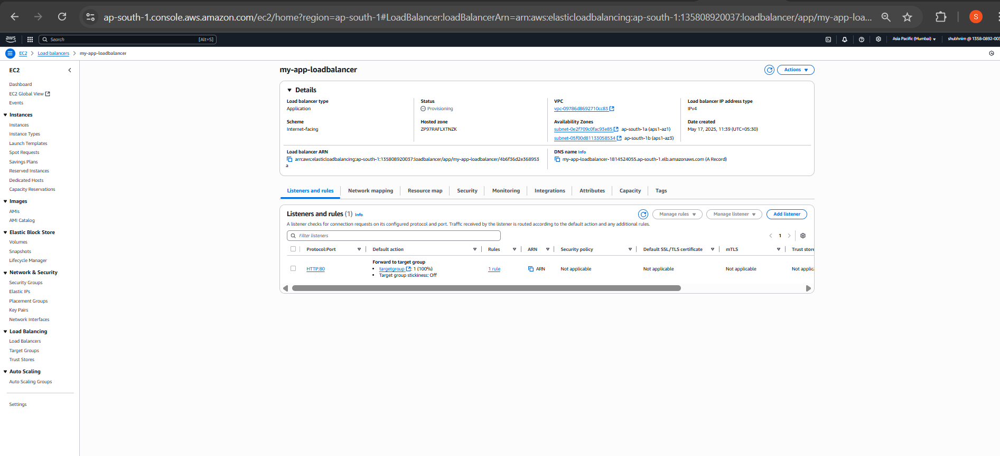 ap-south-1.console.aws.amazon.com/ec2/home?region=ap-south-1#LoadBalancer:loadBalancerArn=arn:aws:elasticloadbalancing:ap-south-1:135808920037:loadbalancer/app/my-app-loa...
S
aws
Search
[Alt+S]
Asia Pacific (Mumbai)
shubhnim @ 1358-0892-003
EC2
Load balancers
my-app-loadbalancer
EC2
Dashboard
EC2 Global View
Events
Instances
Instances
Instance Types
Launch Templates
Spot Requests
Savings Plans
Reserved Instances
Dedicated Hosts
Capacity Reservations
Images
AMIs
AMI Catalog
Elastic Block Store
Volumes
Snapshots
Lifecycle Manager
Network & Security
Security Groups
Elastic IPs
Placement Groups
Key Pairs
Network Interfaces
Load Balancing
Load Balancers
Target Groups
Trust Stores
Auto Scaling
Auto Scaling Groups
Settings
my-app-loadbalancer
Actions
Details
Load balancer type
Application
Status
Provisioning
VPC
vpc-09786d8692710cc83
Load balancer IP address type
IPv4
Scheme
Internet-facing
Hosted zone
ZP97RAFLXTNZK
Availability Zones
subnet-0e2f709c0fac93e85 ap-south-1a (aps1-az1)
subnet-05f00d81133058534 ap-south-1b (aps1-az3)
Date created
May 17, 2025, 11:39 (UTC+05:30)
Load balancer ARN
arn:aws:elasticloadbalancing:ap-south-1:135808920037:loadbalancer/app/my-app-loadbalancer/4b6f36d2e368953
a
DNS name Info
my-app-loadbalancer-1814524055.ap-south-1.elb.amazonaws.com (A Record)
Listeners and rules
Network mapping
Resource map
Security
Monitoring
Integrations
Attributes
Capacity
Tags
Listeners and rules (1) Info
Manage rules
Manage listener
Add listener
A listener checks for connection requests on its configured protocol and port. Traffic received by the listener is routed according to the default action and any additional rules.
Filter listeners
1
Protocol:Port
Default action
Rules
ARN
Security policy
Default SSL/TLS certificate
mTLS
Trust store
HTTP:80
Forward to target group
• targetgroup : 1 (100%)
• Target group stickiness: Off
1 rule
ARN
Not applicable
Not applicable
Not applicable
Not applic